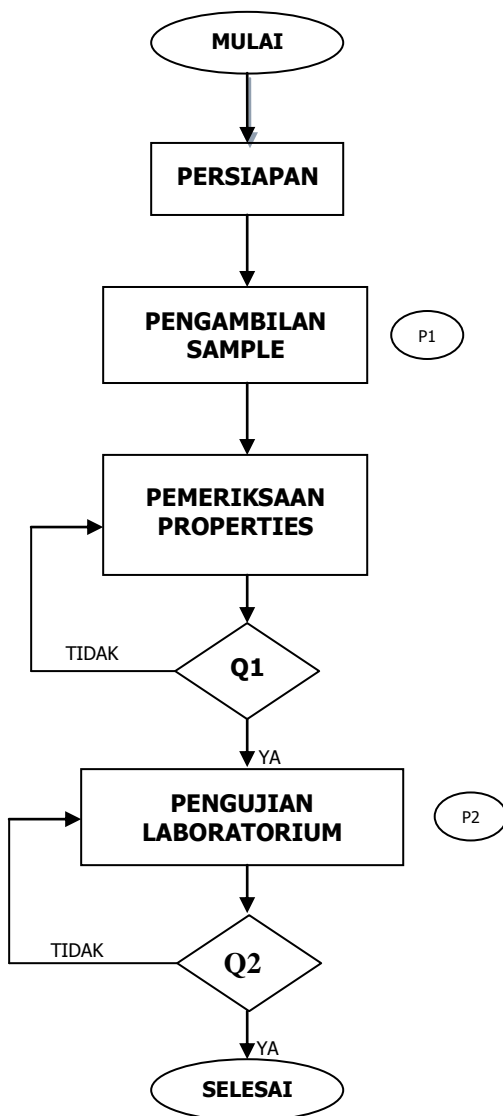 MULAI
PERSIAPAN
PENGAMBILAN
SAMPLE
P1
PEMERIKSAAN
PROPERTIES
TIDAK
Q1
YA
PENGUJIAN
LABORATORIUM
P2
TIDAK
Q2
YA
SELESAI